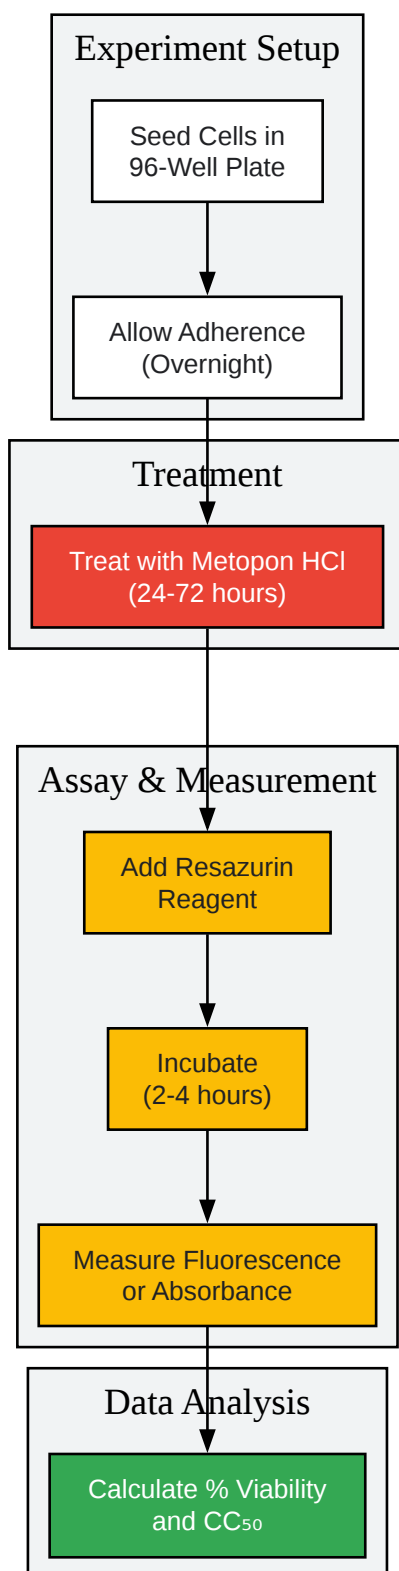 Experiment Setup
Seed Cells in
96-Well Plate
Allow Adherence
(Overnight)
Treatment
Treat with Metopon HCl
(24-72 hours)
Assay & Measurement
Add Resazurin
Reagent
Incubate
(2-4 hours)
Measure Fluorescence
or Absorbance
Data Analysis
Calculate % Viability
and CC₅₀